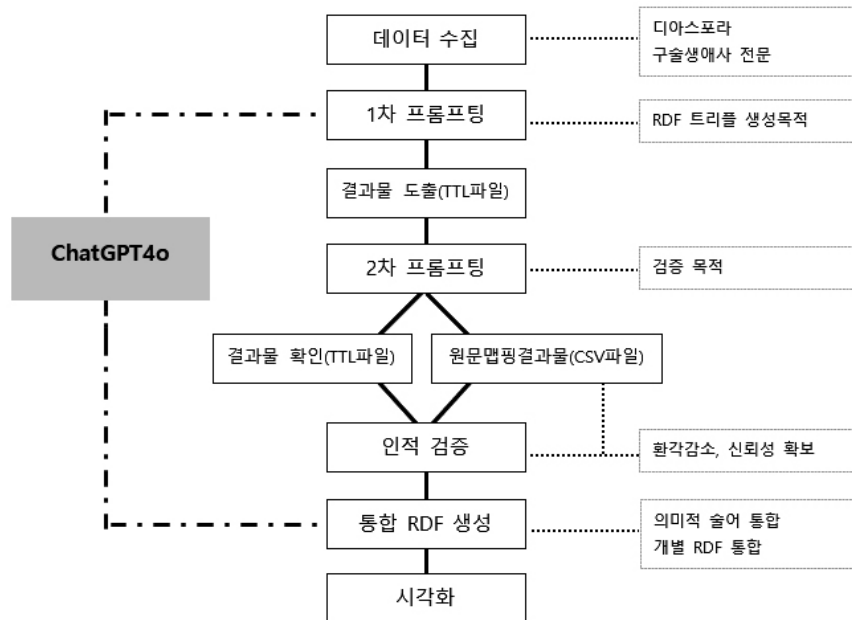 데이터 수집
디아스포라
구술생애사 전문
1차 프롬프팅
RDF 트리플 생성목적
결과물 도출(TTL파일)
ChatGPT4o
2차 프롬프팅
검증 목적
결과물 확인(TTL파일)
원문맵핑결과물(CSV파일)
인적 검증
환각감소, 신뢰성 확보
통합 RDF 생성
의미적 술어 통합
개별 RDF 통합
시각화